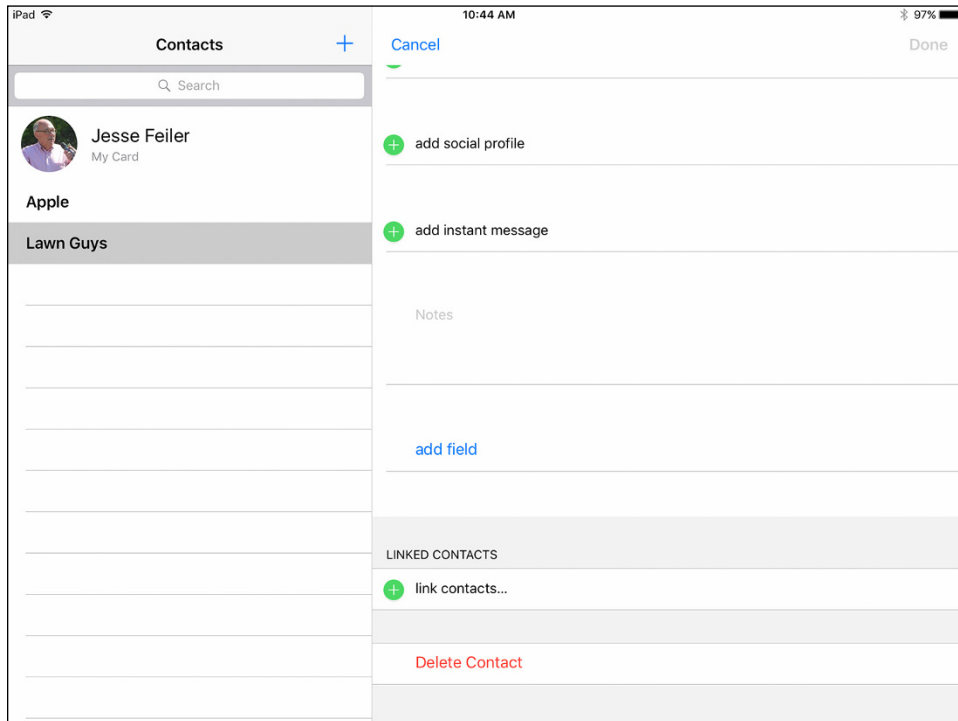 iPad 10:44 AM 97%
Contacts +
Cancel Done
Search
Jesse Feiler
My Card
Apple
Lawn Guys
add social profile
add instant message
Notes
add field
LINKED CONTACTS
link contacts...
Delete Contact